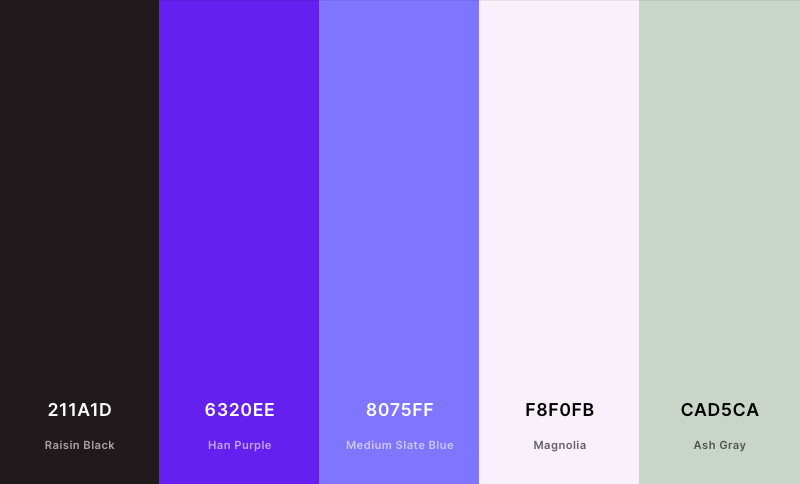 211A1D
Raisin Black
6320EE
Han Purple
8075FF
Medium Slate Blue
F8F0FB
Magnolia
CAD5CA
Ash Gray